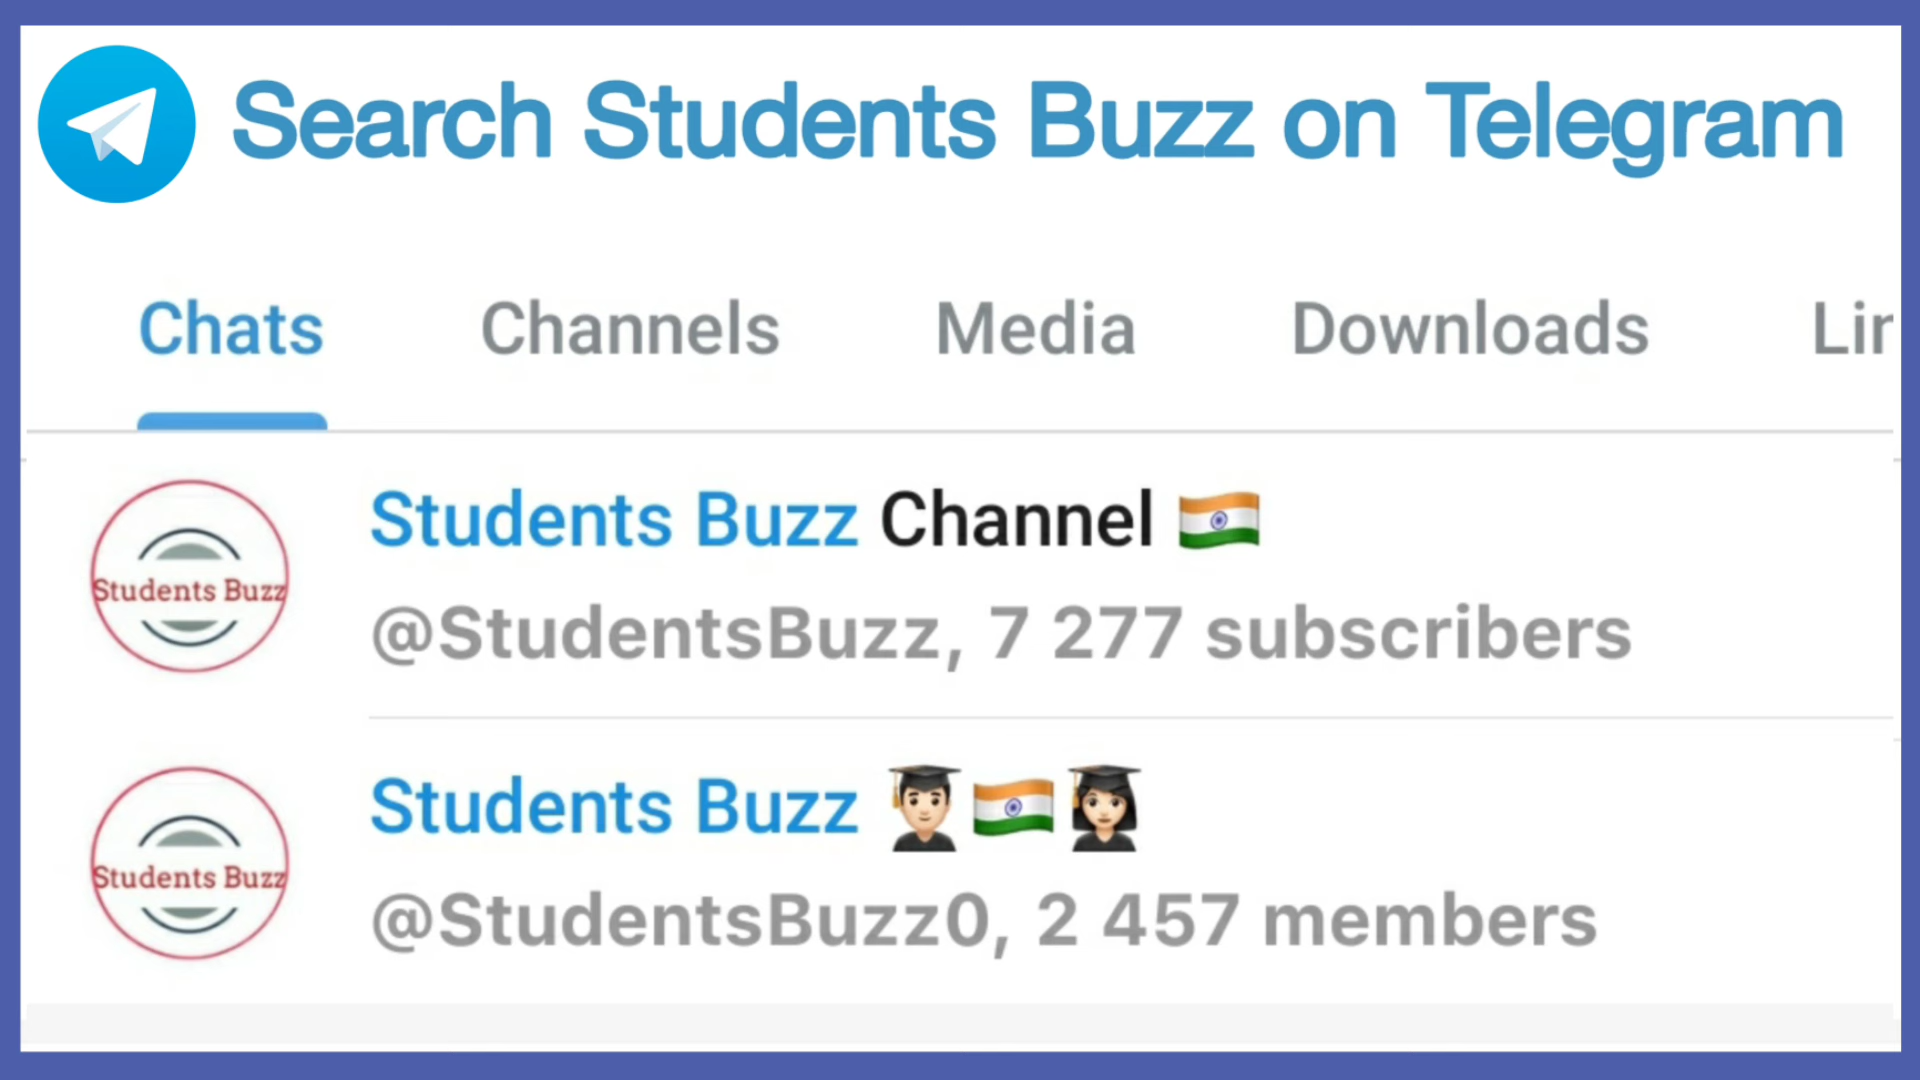 Search Students Buzz on Telegram
Chats Channels Media Downloads Lin
Students Buzz
Students Buzz Channel 🇮🇳
@StudentsBuzz, 7 277 subscribers
Students Buzz
Students Buzz 👨🏻‍🎓🇮🇳👩🏻‍🎓
@StudentsBuzz0, 2 457 members